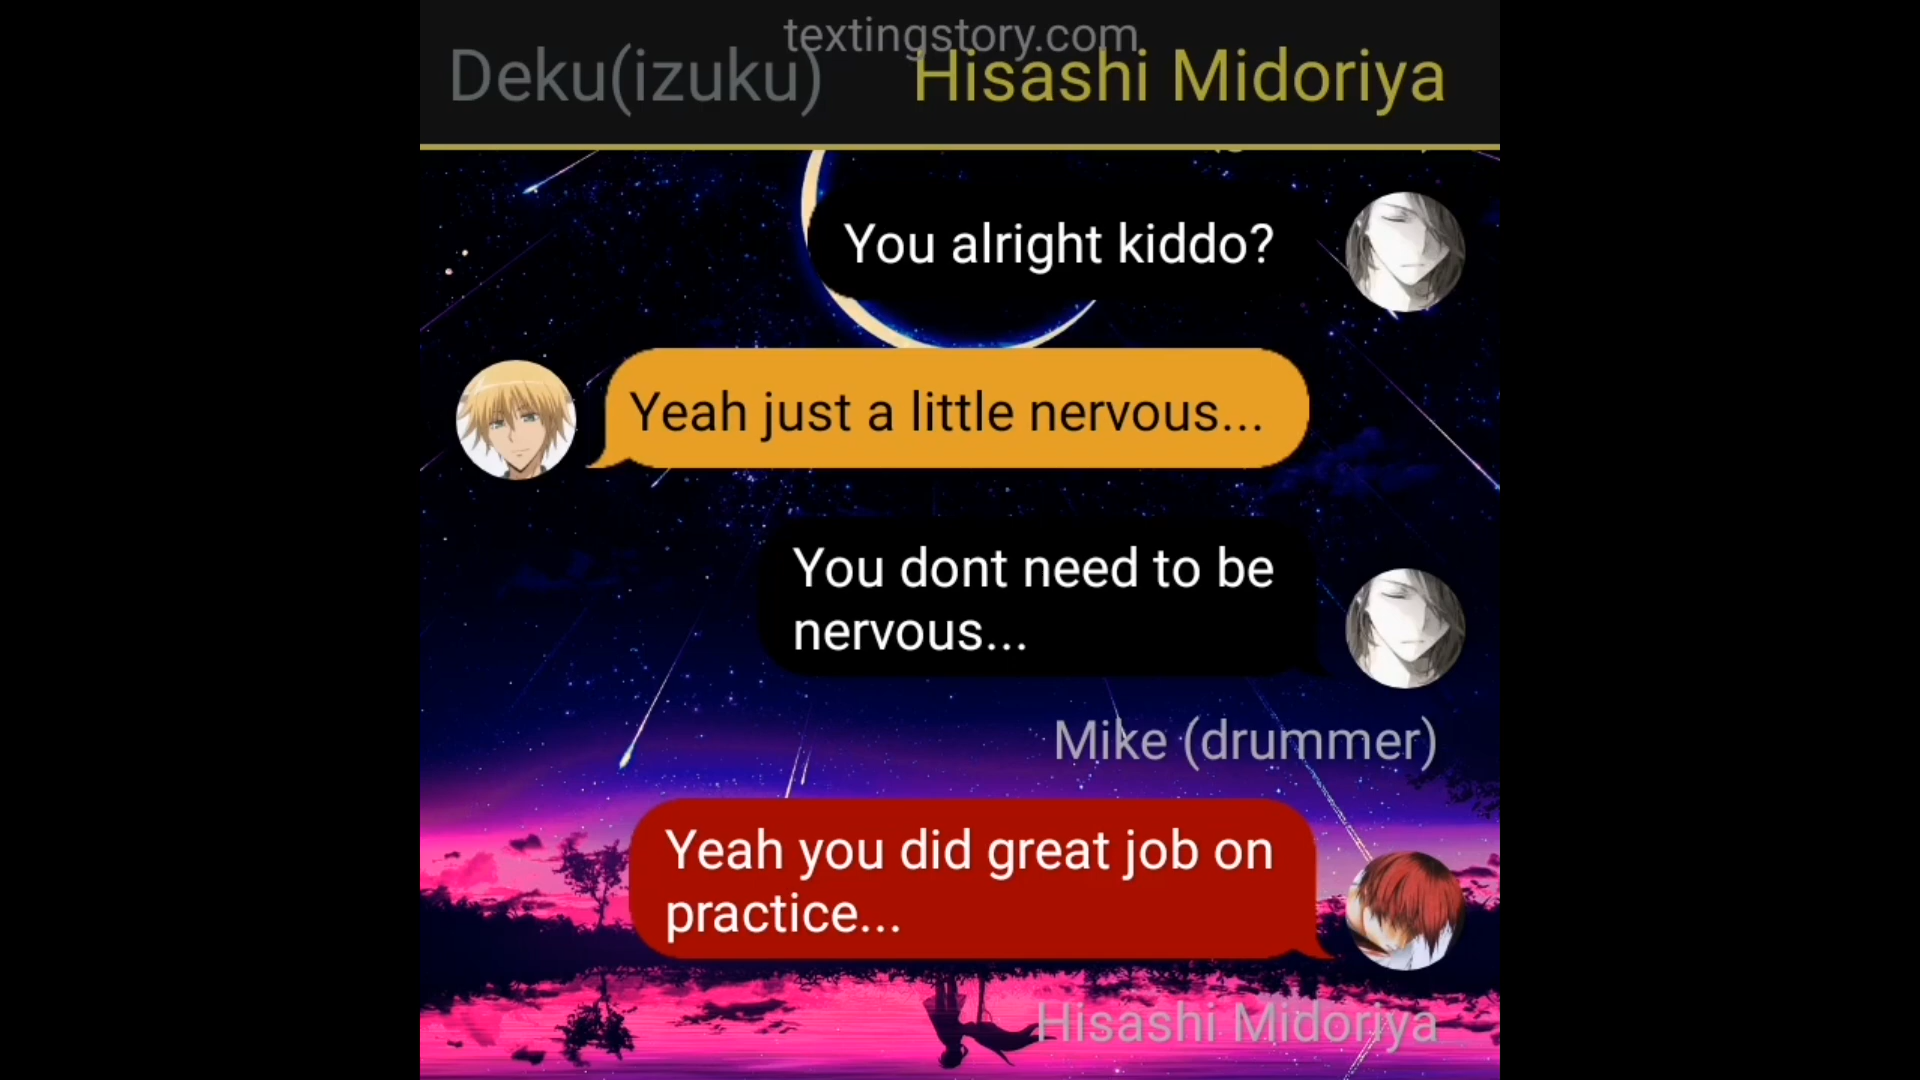 textingstory.com
Deku(izuku) Hisashi Midoriya
You alright kiddo?
Yeah just a little nervous...
You dont need to be
nervous...
Mike (drummer)
Yeah you did great job on
practice...
Hisashi Midoriya